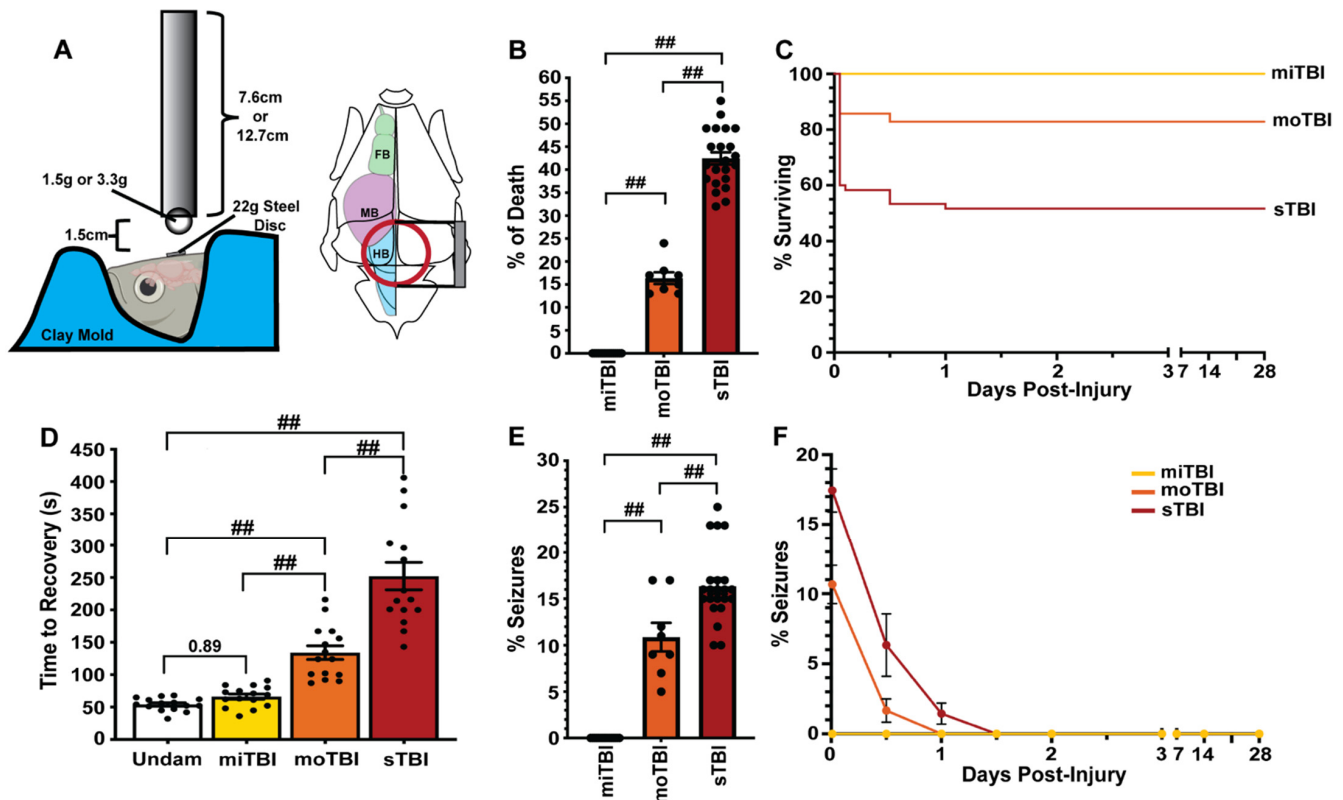 A
7.6cm
or
12.7cm
1.5g or 3.3g
22g Steel
Disc
1.5cm
Clay Mold
FB
MB
HB
B
% of Death
60
55
50
45
40
35
30
25
20
15
10
5
0
##
##
##
miTBI
moTBI
sTBI
C
% Surviving
100
80
60
40
20
0
miTBI
moTBI
sTBI
0 1 2 3 7 14 28
Days Post-Injury
D
Time to Recovery (s)
450
400
350
300
250
200
150
100
50
0
##
##
##
##
0.89
Undam miTBI moTBI sTBI
E
% Seizures
30
25
20
15
10
5
0
##
##
##
miTBI
moTBI
sTBI
F
% Seizures
20
15
10
5
0
miTBI
moTBI
sTBI
0 1 2 3 7 14 28
Days Post-Injury